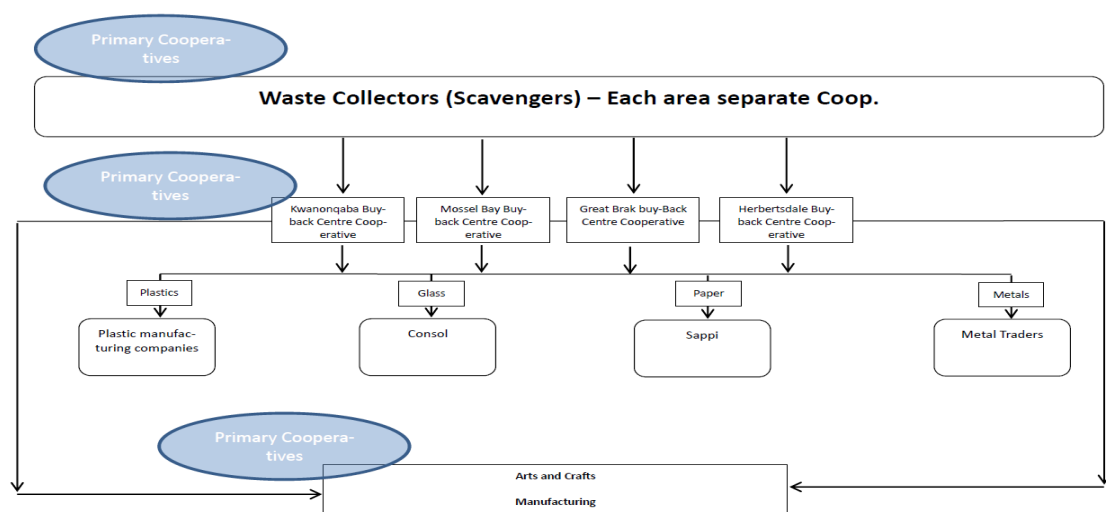 Primary Coopera-
tives
Waste Collectors (Scavengers) – Each area separate Coop.
Primary Coopera-
tives
Kwanonqaba Buy-
back Centre Coop-
erative
Mossel Bay Buy-
back Centre Coop-
erative
Great Brak buy-Back
Centre Cooperative
Herbertsdale Buy-
back Centre Coop-
erative
Plastics
Glass
Paper
Metals
Plastic manufac-
turing companies
Consol
Sappi
Metal Traders
Primary Coopera-
tives
Arts and Crafts
Manufacturing